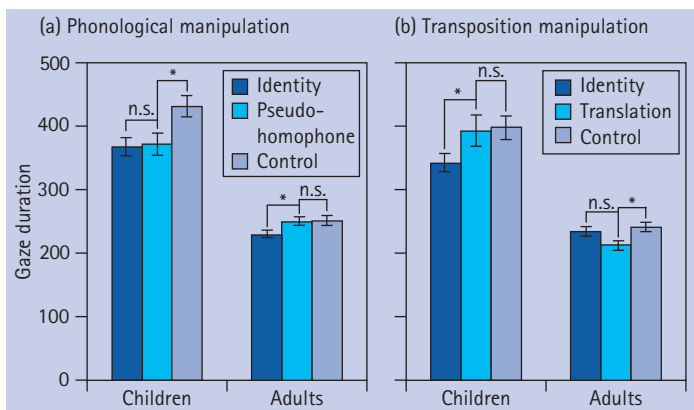 (a) Phonological manipulation
(b) Transposition manipulation
500
400
300
200
100
0
Gaze duration
Identity
Pseudo-
homophone
Control
n.s.
*
*
n.s.
Children
Adults
Identity
Translation
Control
*
n.s.
n.s.
*
Children
Adults